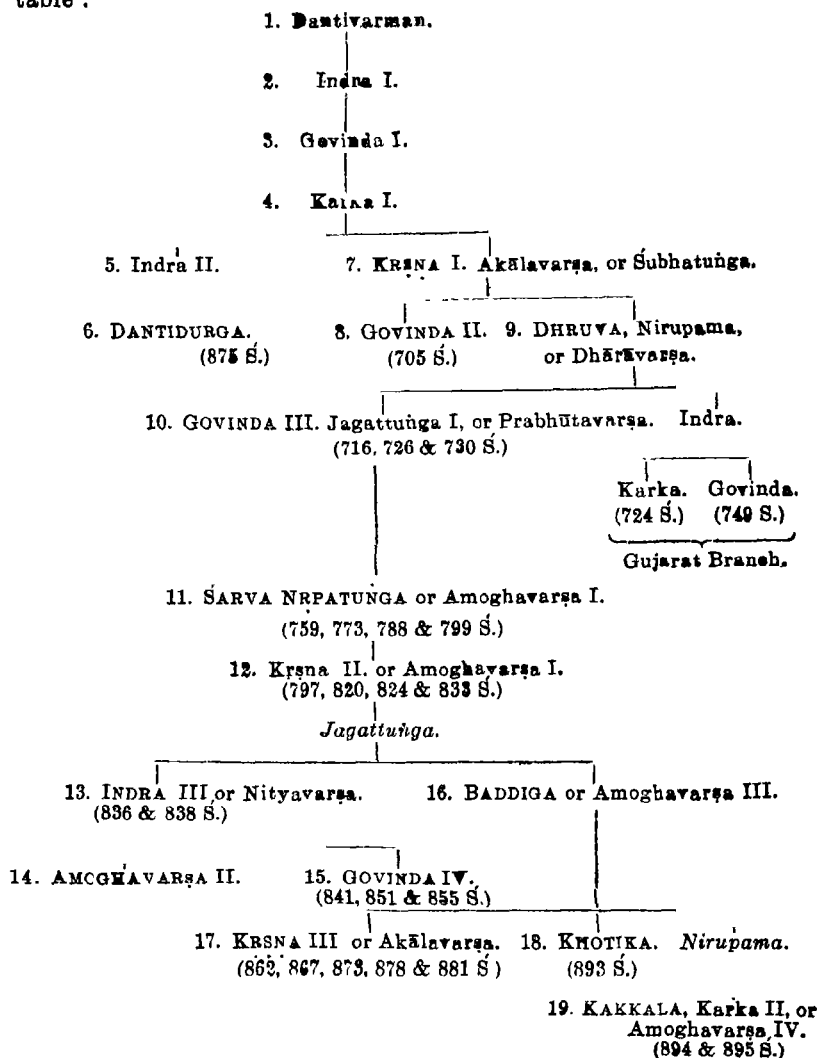 table :
1. Dantivarman.
2. Indra I.
3. Govinda I.
4. Karka I.
5. Indra II. 7. KṚṢṆA I. Akālavarṣa, or Śubhatuṅga.
6. DANTIDURGA. 8. GOVINDA II. 9. DHRUVA, Nirupama,
(675 Ś.) (705 Ś.) or Dhārāvarṣa.
10. GOVINDA III. Jagattuṅga I, or Prabhūtavarṣa. Indra.
(716, 726 & 730 Ś.)
Karka. Govinda.
(724 Ś.) (749 Ś.)
Gujarat Branch.
11. ŚARVA NṚPATUṄGA or Amoghavarṣa I.
(759, 773, 788 & 799 Ś.)
12. Kṛṣṇa II. or Amoghavarṣa I.
(797, 820, 824 & 833 Ś.)
Jagattuṅga.
13. INDRA III, or Nityavarṣa. 16. BADDIGA or Amoghavarṣa III.
(836 & 838 Ś.)
14. AMOGHAVARṢA II. 15. GOVINDA IV.
(841, 851 & 855 Ś.)
17. KṚṢṆA III or Akālavarṣa. 18. KHOTIKA. Nirupama.
(862, 867, 873, 878 & 881 Ś) (893 Ś.)
19. KAKKALA, Karka II, or
Amoghavarṣa IV.
(894 & 895 Ś.)